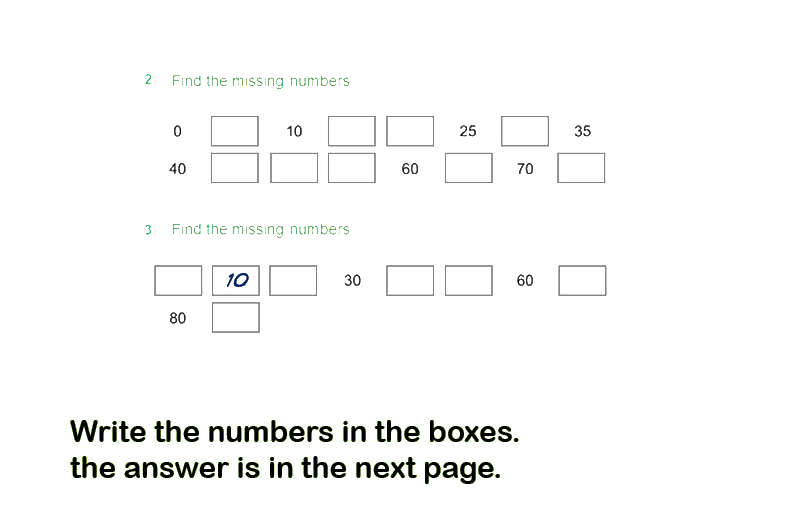 2 Find the missing numbers
0 10 25 35
40 60 70
3 Find the missing numbers
10 30 60
80
Write the numbers in the boxes.
the answer is in the next page.